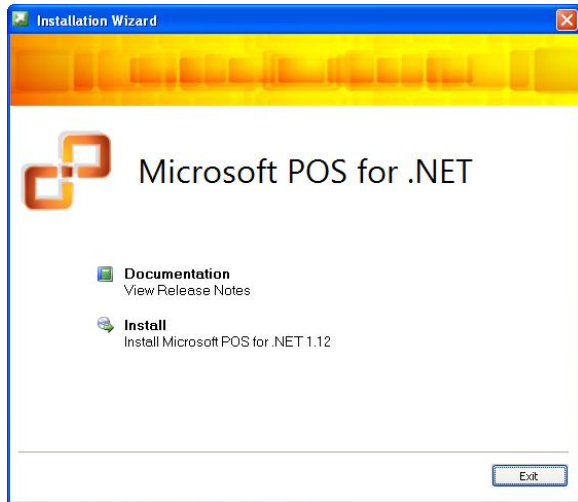 Installation Wizard
Microsoft POS for .NET
Documentation
View Release Notes
Install
Install Microsoft POS for .NET 1.12
Exit